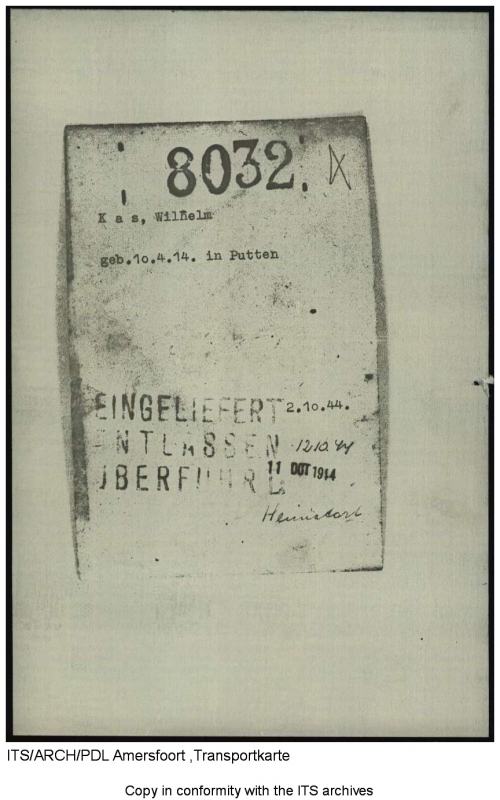 8032.
K a s, Wilhelm
geb.10.4.14. in Putten
EINGELIEFERT 2.10.44.
ENTLASSEN 12.10.44
ÜBERFÜHRT 11 OCT 1944
ITS/ARCH/PDL Amersfoort ,Transportkarte
Copy in conformity with the ITS archives